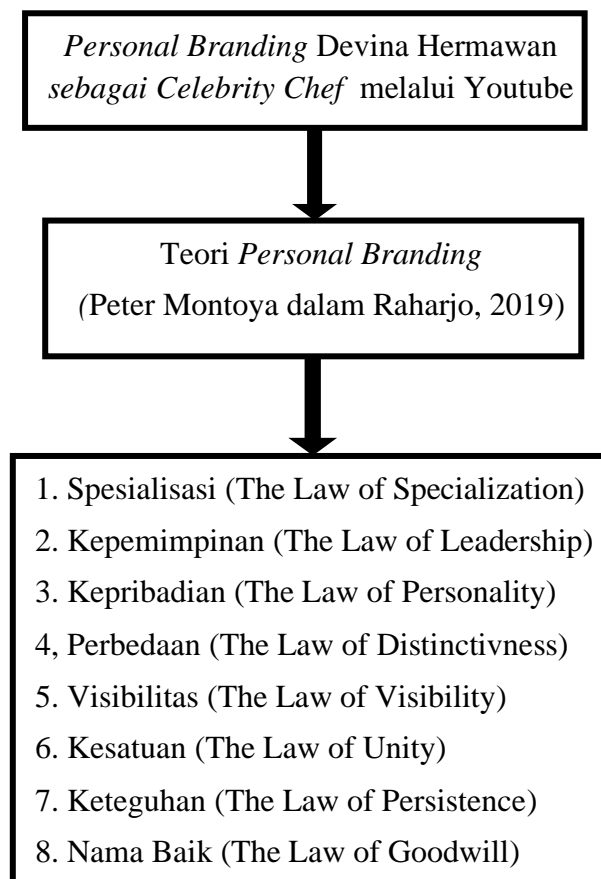 Personal Branding Devina Hermawan
sebagai Celebrity Chef melalui Youtube
Teori Personal Branding
(Peter Montoya dalam Raharjo, 2019)
1. Spesialisasi (The Law of Specialization)
2. Kepemimpinan (The Law of Leadership)
3. Kepribadian (The Law of Personality)
4, Perbedaan (The Law of Distinctivness)
5. Visibilitas (The Law of Visibility)
6. Kesatuan (The Law of Unity)
7. Keteguhan (The Law of Persistence)
8. Nama Baik (The Law of Goodwill)